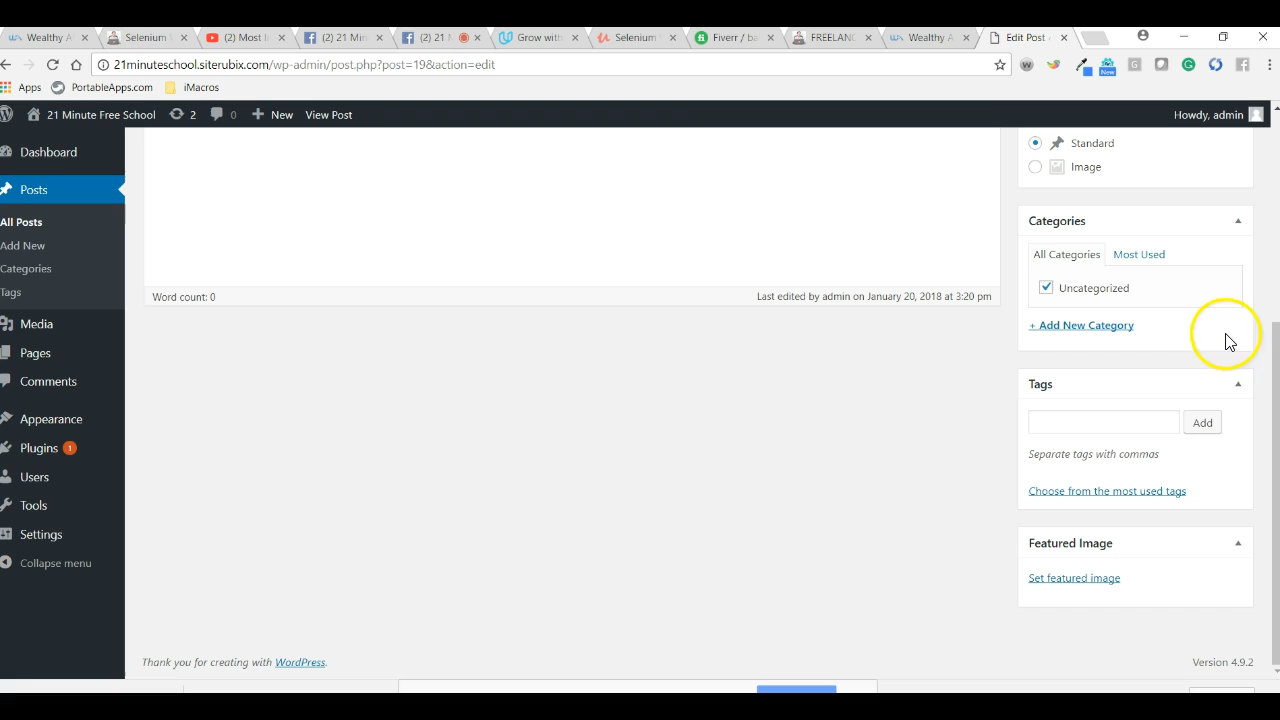 Wealthy A
Selenium
(2) Most
(2) 21 Min
(2) 21
Grow with
Selenium
Fiverr / ba
FREELANC
Wealthy A
Edit Post
21minuteschool.siterubix.com/wp-admin/post.php?post=19&action=edit
New
Apps PortableApps.com iMacros
21 Minute Free School 2 0 New View Post Howdy, admin
Dashboard
Posts
All Posts
Add New
Categories
Tags
Media
Pages
Comments
Appearance
Plugins 1
Users
Tools
Settings
Collapse menu
Word count: 0 Last edited by admin on January 20, 2018 at 3:20 pm
Standard
Image
Categories
All Categories Most Used
Uncategorized
+ Add New Category
Tags
Add
Separate tags with commas
Choose from the most used tags
Featured Image
Set featured image
Thank you for creating with WordPress. Version 4.9.2